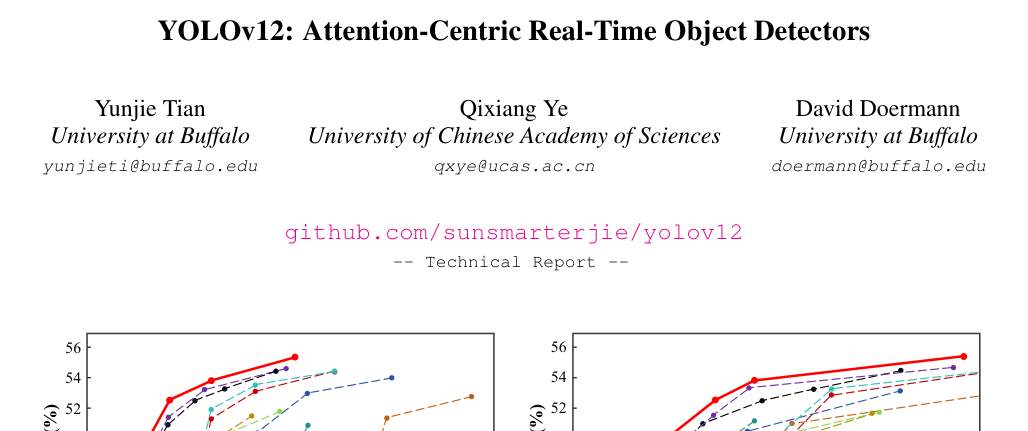 YOLOv12: Attention-Centric Real-Time Object Detectors
Yunjie Tian
University at Buffalo
yunjieti@buffalo.edu
Qixiang Ye
University of Chinese Academy of Sciences
qxye@ucas.ac.cn
David Doermann
University at Buffalo
doermann@buffalo.edu
github.com/sunsmarterjie/yolov12
-- Technical Report --
56
54
52
(%)
56
54
52
(%)